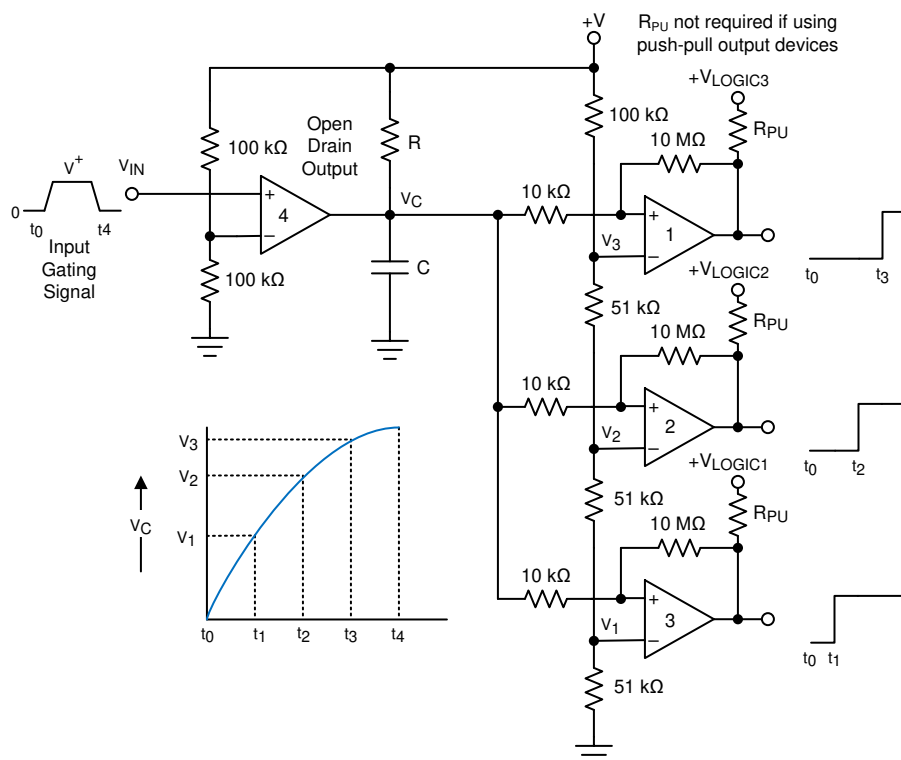 +V
RPU not required if using
push-pull output devices
+VLOGIC3
RPU
100 kΩ
10 MΩ
Open
Drain
Output
R
100 kΩ
V+
VIN
0
t0
t4
Input
Gating
Signal
+
4
−
VC
10 kΩ
+
1
−
V3
t0
t3
100 kΩ
C
+VLOGIC2
51 kΩ
RPU
10 MΩ
10 kΩ
+
2
−
V2
t0
t2
+VLOGIC1
51 kΩ
RPU
10 MΩ
10 kΩ
+
3
−
V1
t0
t1
51 kΩ
V3
V2
VC
V1
t0
t1
t2
t3
t4